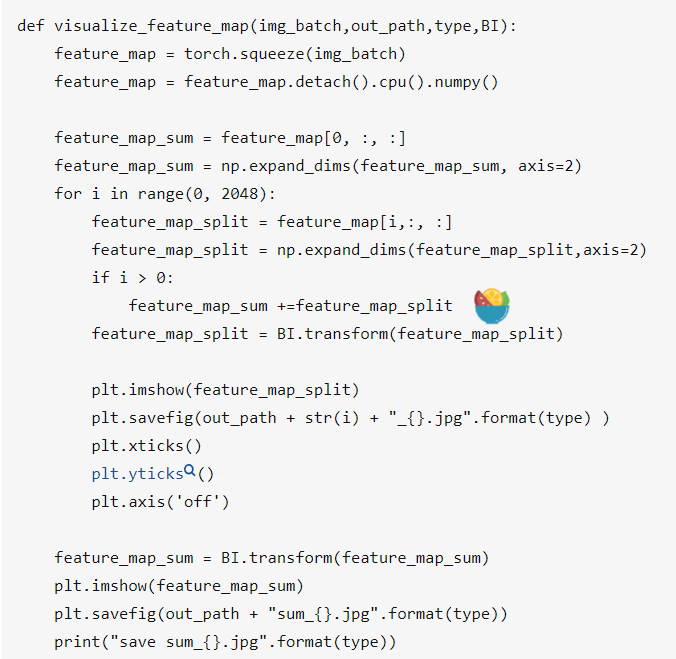 def visualize_feature_map(img_batch,out_path,type,BI):
    feature_map = torch.squeeze(img_batch)
    feature_map = feature_map.detach().cpu().numpy()

    feature_map_sum = feature_map[0, :, :]
    feature_map_sum = np.expand_dims(feature_map_sum, axis=2)
    for i in range(0, 2048):
        feature_map_split = feature_map[i,:, :]
        feature_map_split = np.expand_dims(feature_map_split,axis=2)
        if i > 0:
            feature_map_sum +=feature_map_split
        feature_map_split = BI.transform(feature_map_split)

        plt.imshow(feature_map_split)
        plt.savefig(out_path + str(i) + "_{}.jpg".format(type) )
        plt.xticks()
        plt.yticks()
        plt.axis('off')

    feature_map_sum = BI.transform(feature_map_sum)
    plt.imshow(feature_map_sum)
    plt.savefig(out_path + "sum_{}.jpg".format(type))
    print("save sum_{}.jpg".format(type))